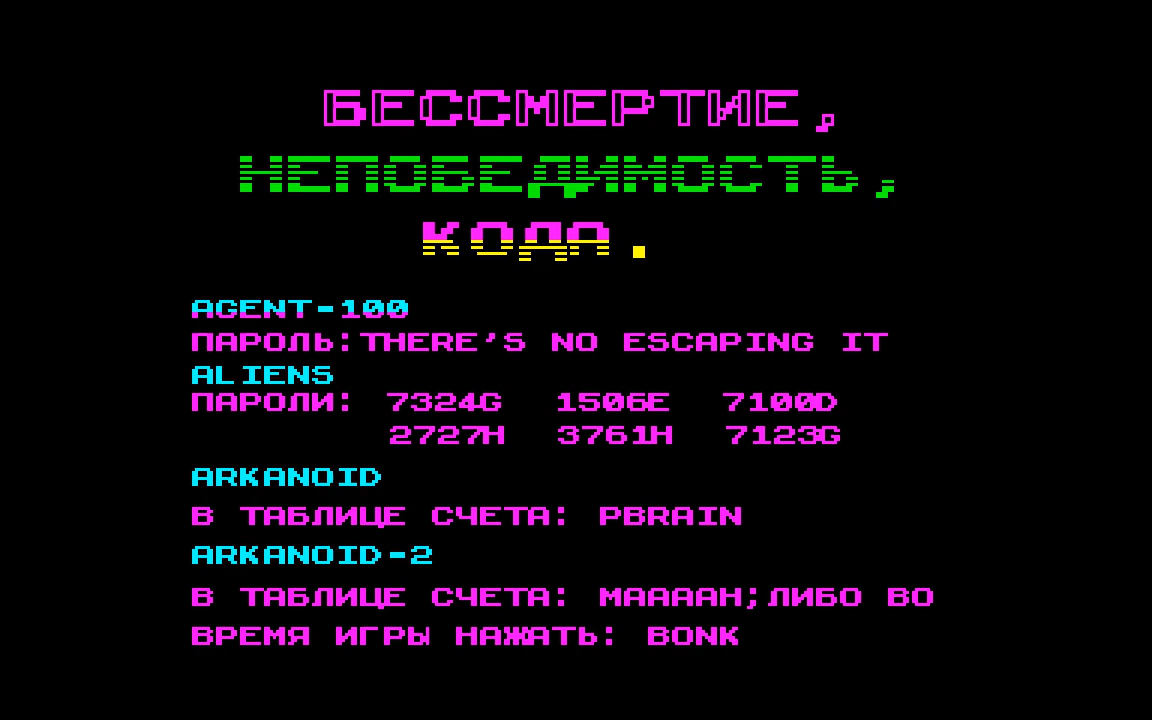 БЕССМЕРТИЕ,
НЕПОБЕДИМОСТЬ,
КОДА.
AGENT-100
ПАРОЛЬ:THERE'S NO ESCAPING IT
ALIENS
ПАРОЛИ: 7324G 1506E 7100D
2727H 3761H 7123G
ARKANOID
В ТАБЛИЦЕ СЧЕТА: PBRAIN
ARKANOID-2
В ТАБЛИЦЕ СЧЕТА: MAAAAH;ЛИБО ВО
ВРЕМЯ ИГРЫ НАЖАТЬ: BONK